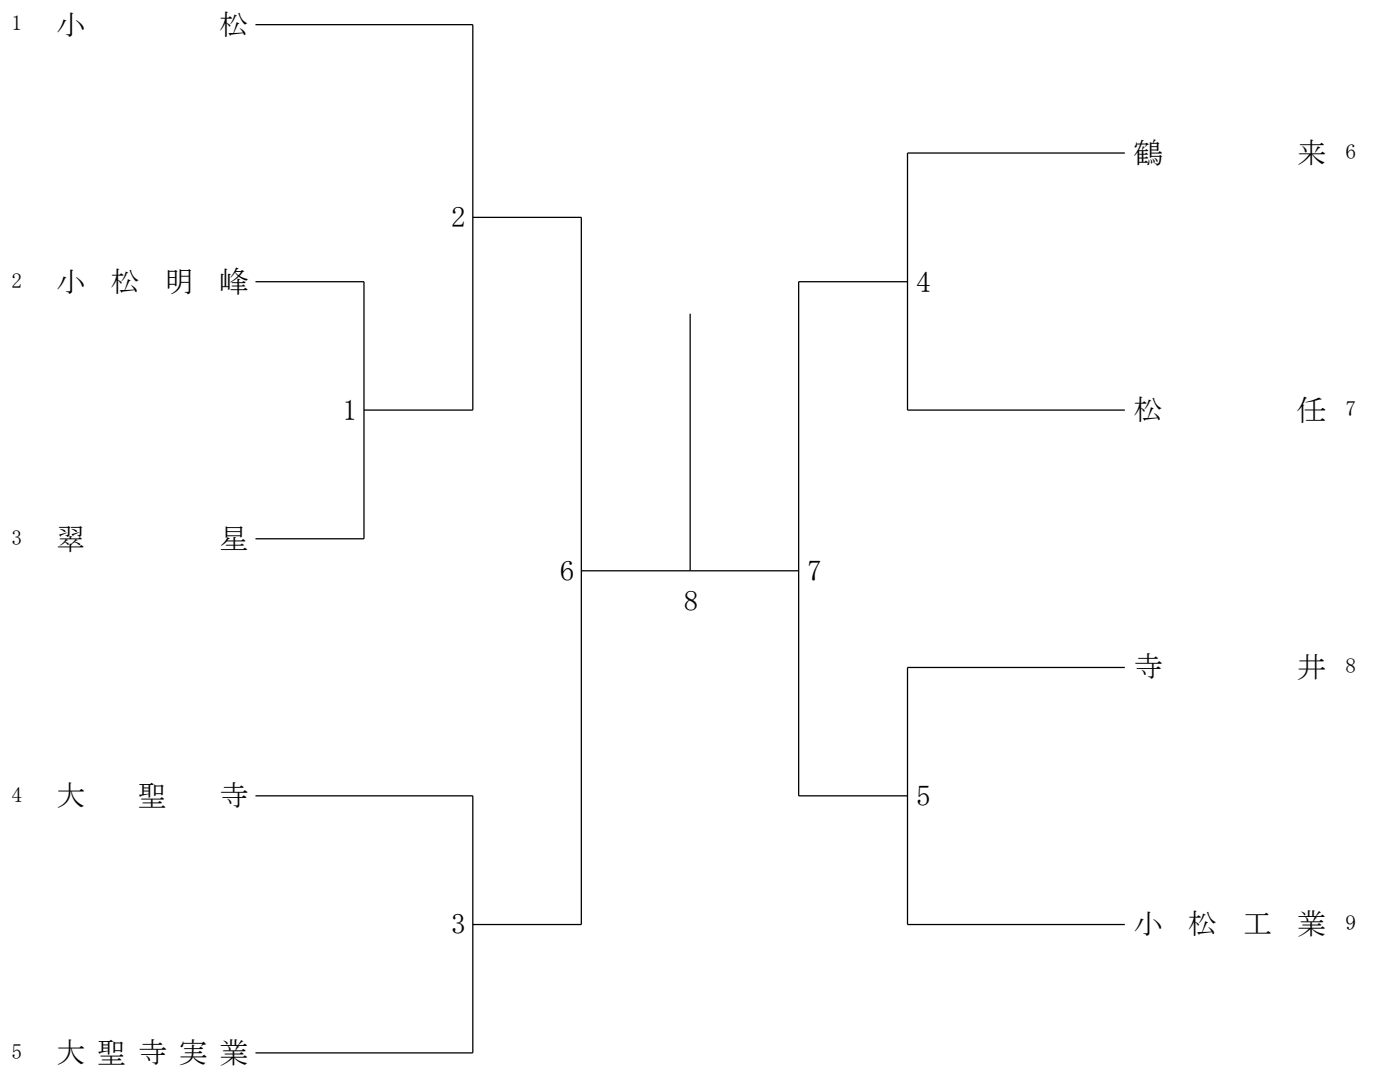 1 小松
2 小松明峰
3 翠星
4 大聖寺
5 大聖寺実業
2
1
6
3
8
7
4
5
鶴来 6
松任 7
寺井 8
小松工業 9